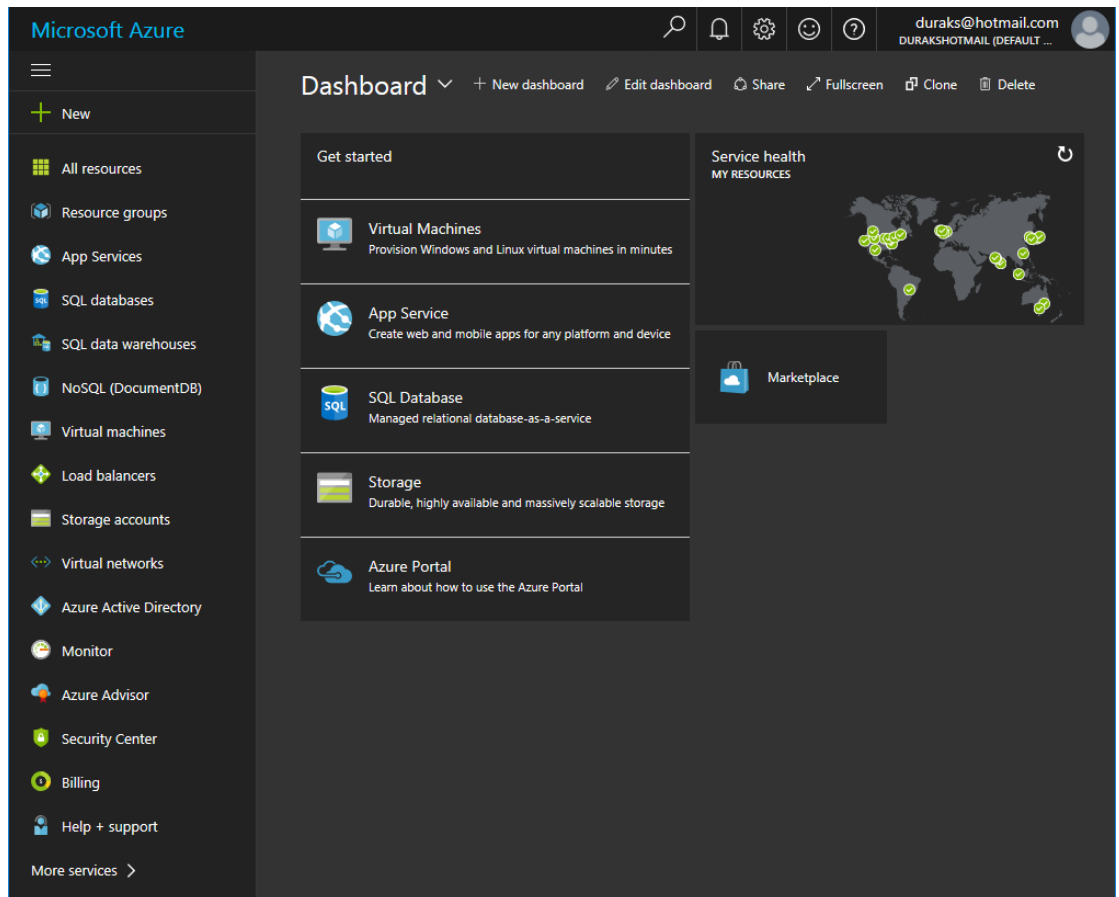 Microsoft Azure
duraks@hotmail.com
DURAKSHOTMAIL (DEFAULT ...
New
All resources
Resource groups
App Services
SQL databases
SQL data warehouses
NoSQL (DocumentDB)
Virtual machines
Load balancers
Storage accounts
Virtual networks
Azure Active Directory
Monitor
Azure Advisor
Security Center
Billing
Help + support
More services
Dashboard
+ New dashboard
Edit dashboard
Share
Fullscreen
Clone
Delete
Get started
Virtual Machines
Provision Windows and Linux virtual machines in minutes
App Service
Create web and mobile apps for any platform and device
SQL
SQL Database
Managed relational database-as-a-service
Storage
Durable, highly available and massively scalable storage
Azure Portal
Learn about how to use the Azure Portal
Service health
MY RESOURCES
Marketplace